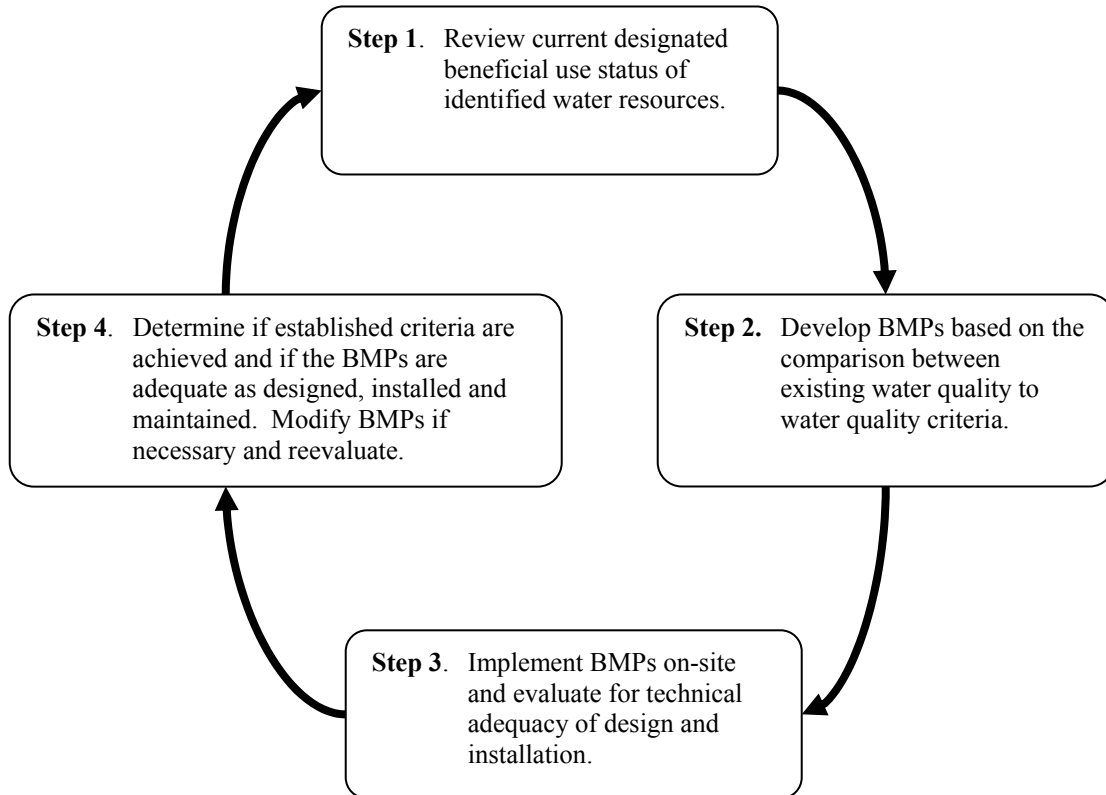 Step 1. Review current designated
beneficial use status of
identified water resources.
Step 2. Develop BMPs based on the
comparison between
existing water quality to
water quality criteria.
Step 3. Implement BMPs on-site
and evaluate for technical
adequacy of design and
installation.
Step 4. Determine if established criteria are
achieved and if the BMPs are
adequate as designed, installed and
maintained. Modify BMPs if
necessary and reevaluate.